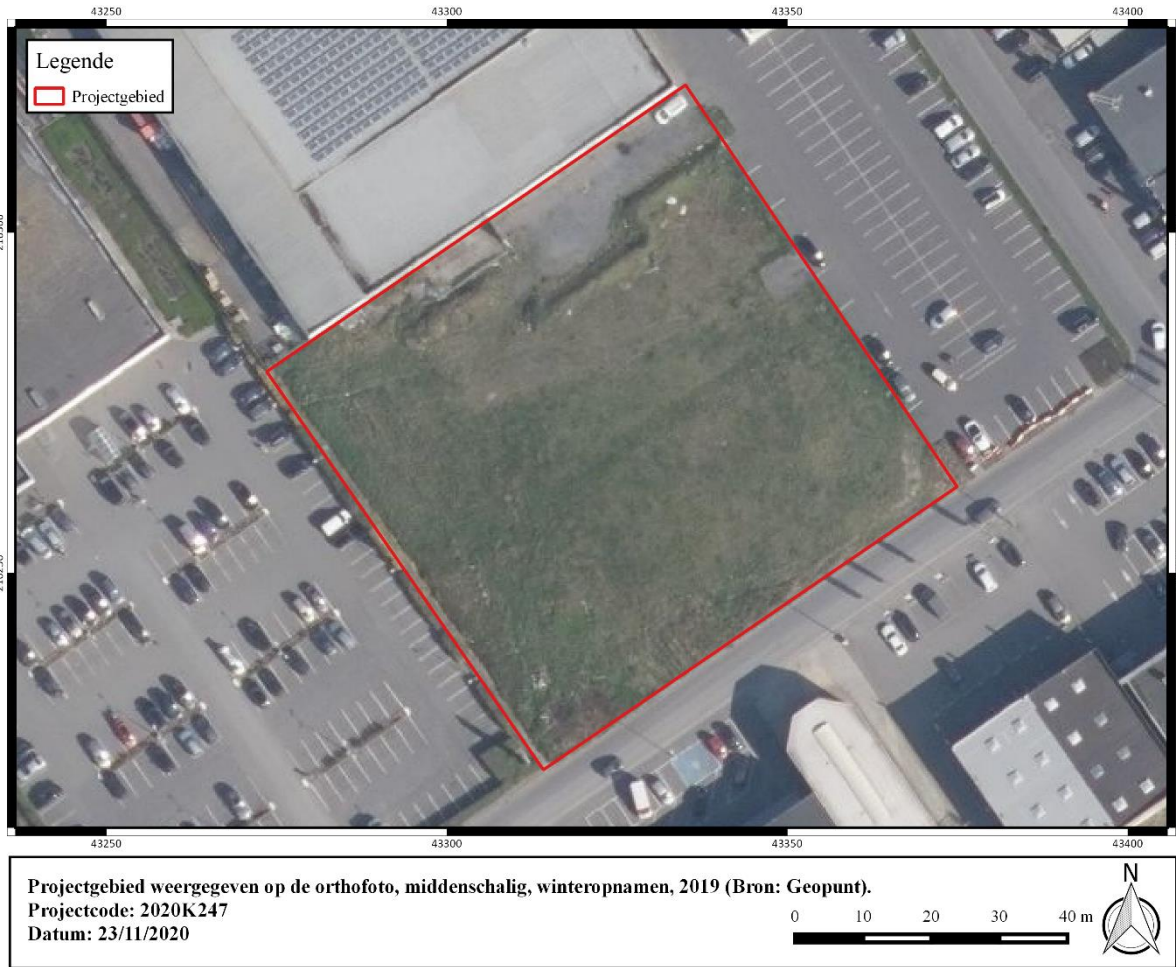 43250 43300 43350 43400
Legende
Projectgebied
43250 43300 43350 43400
Projectgebied weergegeven op de orthofoto, middenschalig, winteropnamen, 2019 (Bron: Geopunt).
Projectcode: 2020K247
Datum: 23/11/2020
0 10 20 30 40 m
N